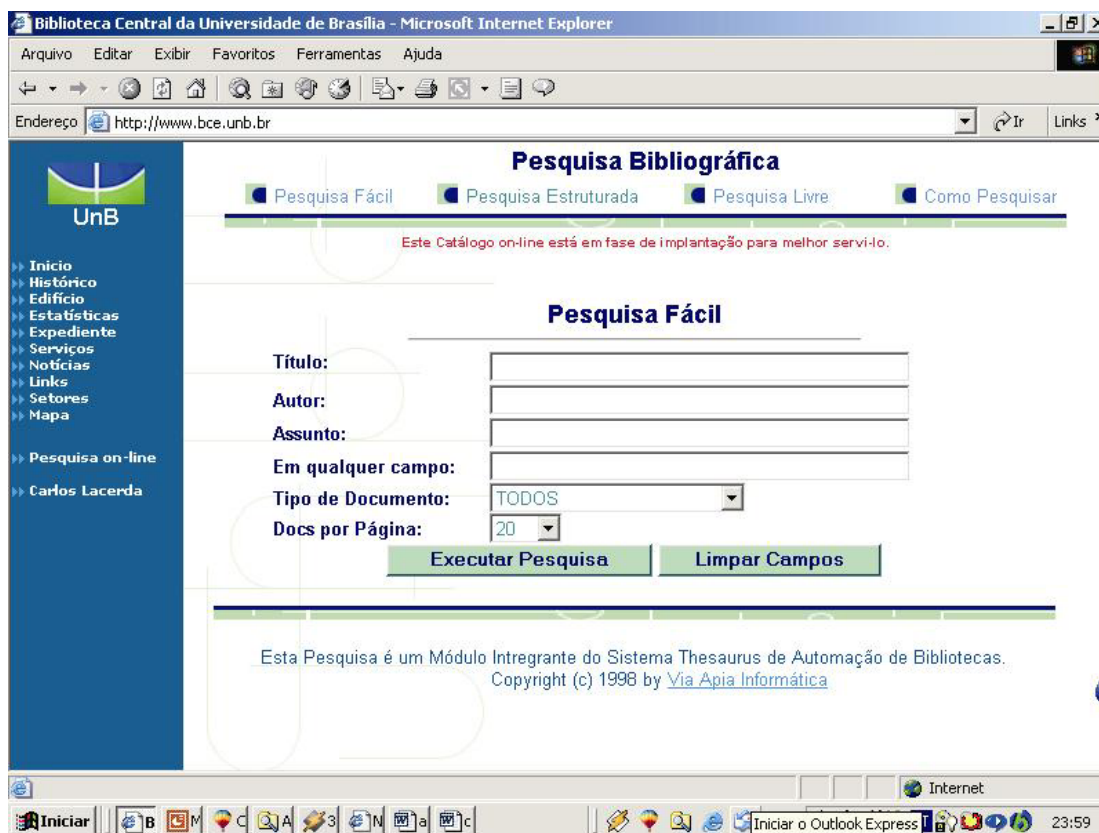 Biblioteca Central da Universidade de Brasília - Microsoft Internet Explorer
Arquivo Editar Exibir Favoritos Ferramentas Ajuda
Endereço http://www.bce.unb.br Ir Links
UnB
Inicio
Histórico
Edifício
Estatísticas
Expediente
Serviços
Notícias
Links
Setores
Mapa
Pesquisa on-line
Carlos Lacerda
Pesquisa Bibliográfica
Pesquisa Fácil Pesquisa Estruturada Pesquisa Livre Como Pesquisar
Este Catálogo on-line está em fase de implantação para melhor servi-lo.
Pesquisa Fácil
Título:
Autor:
Assunto:
Em qualquer campo:
Tipo de Documento: TODOS
Docs por Página: 20
Executar Pesquisa Limpar Campos
Esta Pesquisa é um Módulo Intregrante do Sistema Thesaurus de Automação de Bibliotecas.
Copyright (c) 1998 by Via Apia Informática
Internet
Iniciar B M d A 3 N a c Iniciar o Outlook Express 23:59